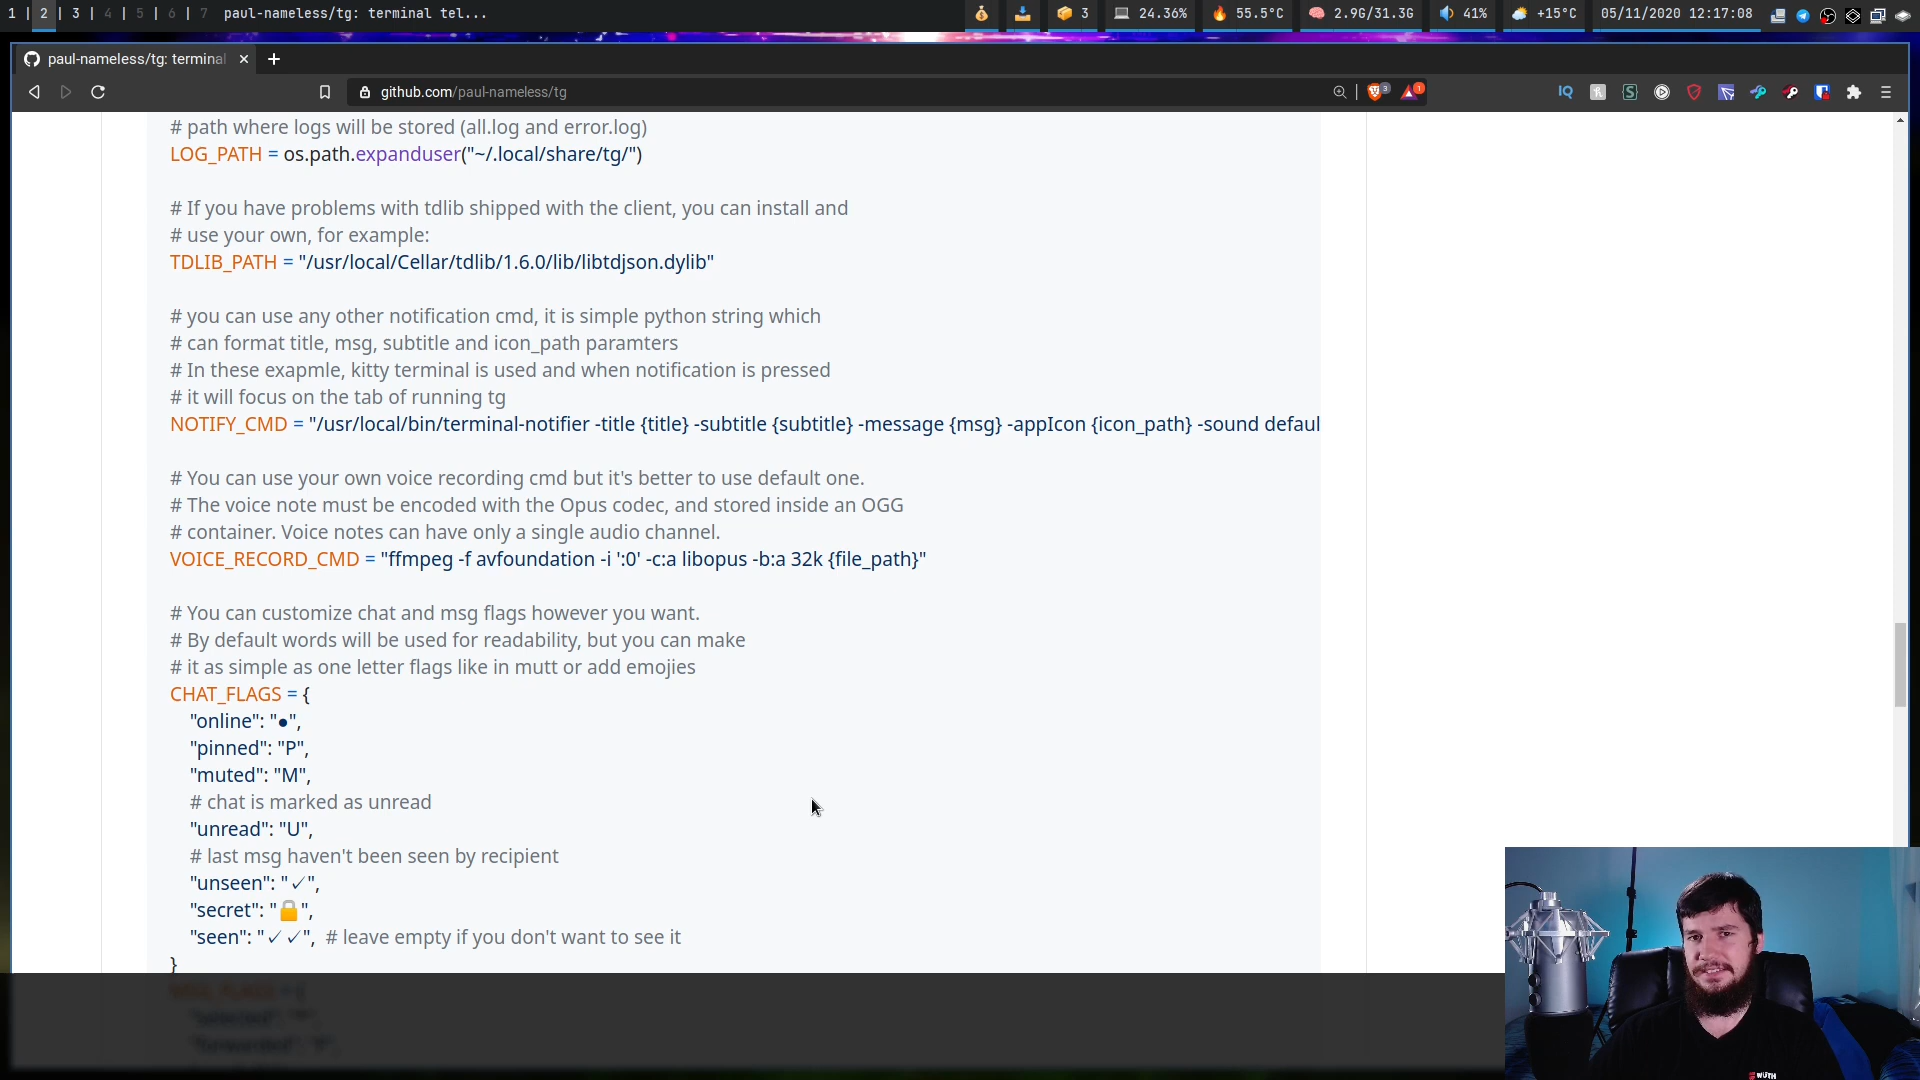 1 | 2 | 3 | 4 | 5 | 6 | 7 paul-nameless/tg: terminal tel... 3 24.36% 55.5°C 2.9G/31.3G 41% +15°C 05/11/2020 12:17:08
paul-nameless/tg: terminal
github.com/paul-nameless/tg
# path where logs will be stored (all.log and error.log)
LOG_PATH = os.path.expanduser("~/.local/share/tg/")
# If you have problems with tdlib shipped with the client, you can install and
# use your own, for example:
TDLIB_PATH = "/usr/local/Cellar/tdlib/1.6.0/lib/libtdjson.dylib"
# you can use any other notification cmd, it is simple python string which
# can format title, msg, subtitle and icon_path paramters
# In these exapmle, kitty terminal is used and when notification is pressed
# it will focus on the tab of running tg
NOTIFY_CMD = "/usr/local/bin/terminal-notifier -title {title} -subtitle {subtitle} -message {msg} -appIcon {icon_path} -sound defaul
# You can use your own voice recording cmd but it's better to use default one.
# The voice note must be encoded with the Opus codec, and stored inside an OGG
# container. Voice notes can have only a single audio channel.
VOICE_RECORD_CMD = "ffmpeg -f avfoundation -i ':0' -c:a libopus -b:a 32k {file_path}"
# You can customize chat and msg flags however you want.
# By default words will be used for readability, but you can make
# it as simple as one letter flags like in mutt or add emojies
CHAT_FLAGS = {
"online": "●",
"pinned": "P",
"muted": "M",
# chat is marked as unread
"unread": "U",
# last msg haven't been seen by recipient
"unseen": "✓",
"secret": "🔒",
"seen": "✓✓", # leave empty if you don't want to see it
}